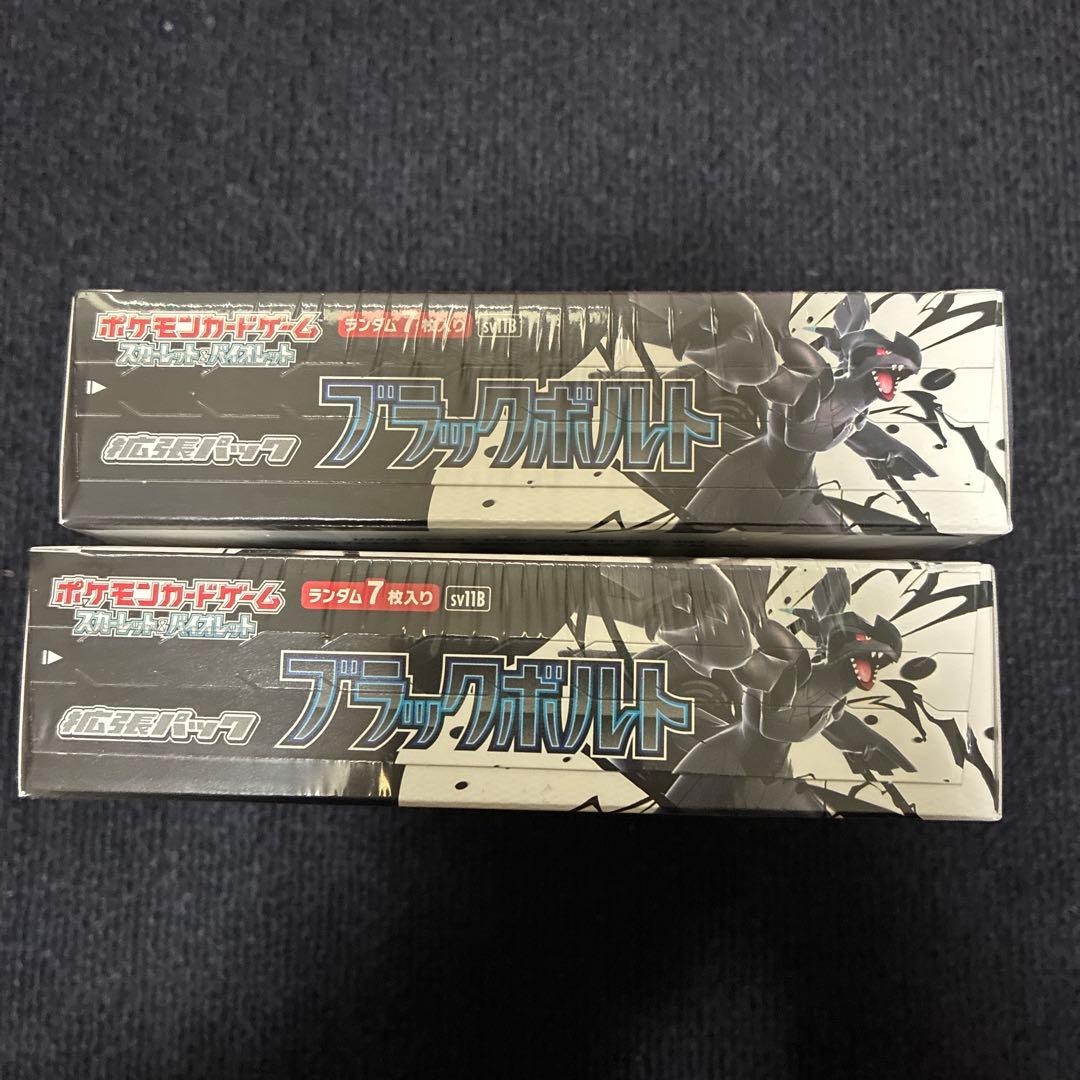 ポケモンカードゲーム
スカーレット&バイオレット
ランダム7枚入り
sv11B
拡張パック
ブラックボルト
ポケモンカードゲーム
スカーレット&バイオレット
ランダム7枚入り
sv11B
拡張パック
ブラックボルト